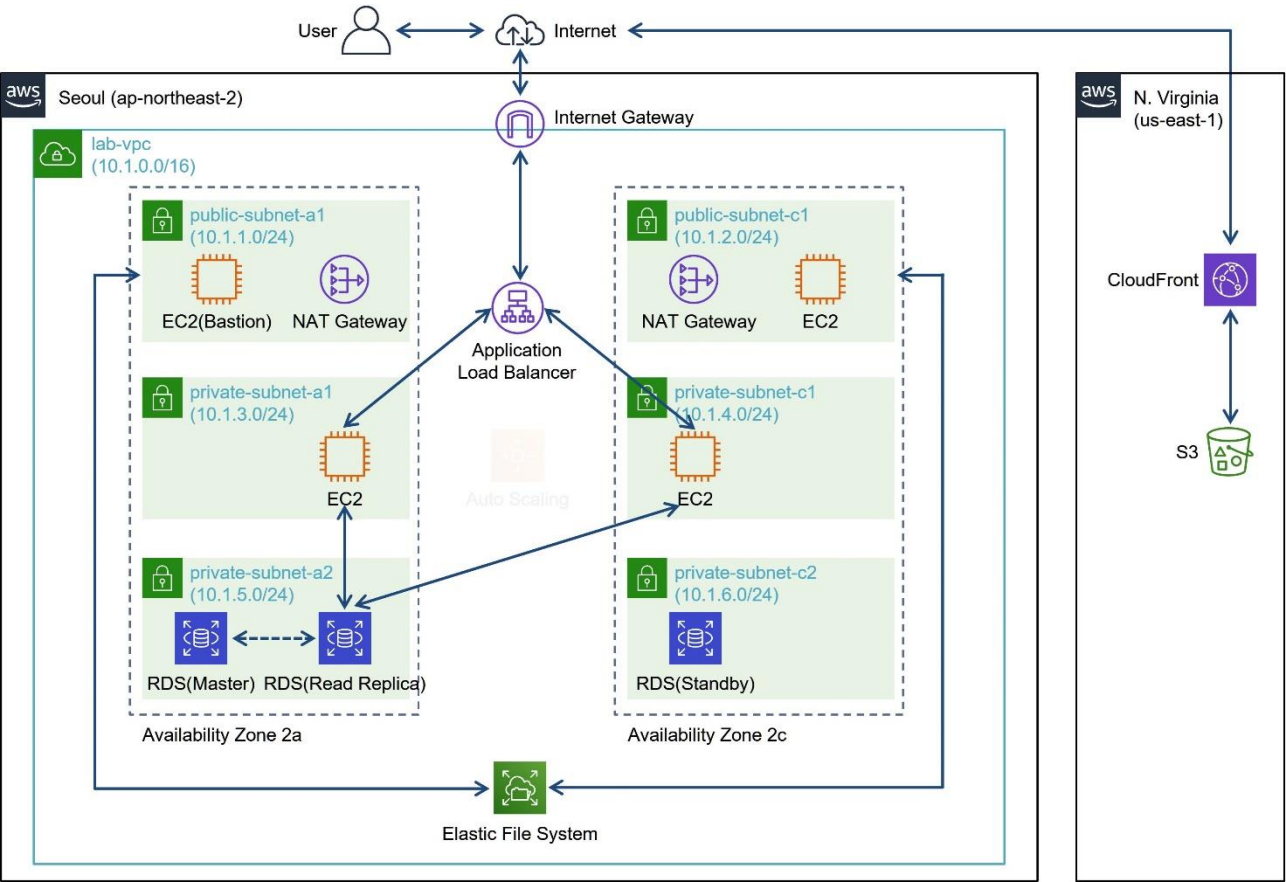 User
Internet
aws
Seoul (ap-northeast-2)
aws
N. Virginia
(us-east-1)
Internet Gateway
lab-vpc
(10.1.0.0/16)
public-subnet-a1
(10.1.1.0/24)
EC2(Bastion)
NAT Gateway
public-subnet-c1
(10.1.2.0/24)
NAT Gateway
EC2
CloudFront
Application
Load Balancer
private-subnet-a1
(10.1.3.0/24)
EC2
Auto Scaling
private-subnet-c1
(10.1.4.0/24)
EC2
S3
private-subnet-a2
(10.1.5.0/24)
RDS(Master)
RDS(Read Replica)
private-subnet-c2
(10.1.6.0/24)
RDS(Standby)
Availability Zone 2a
Availability Zone 2c
Elastic File System